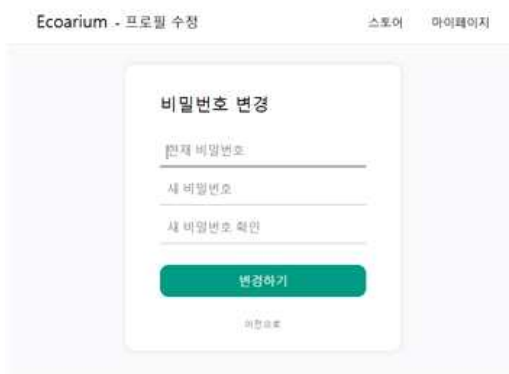 Ecoarium - 프로필 수정
스토어 마이페이지
비밀번호 변경
현재 비밀번호
새 비밀번호
새 비밀번호 확인
변경하기
이전으로